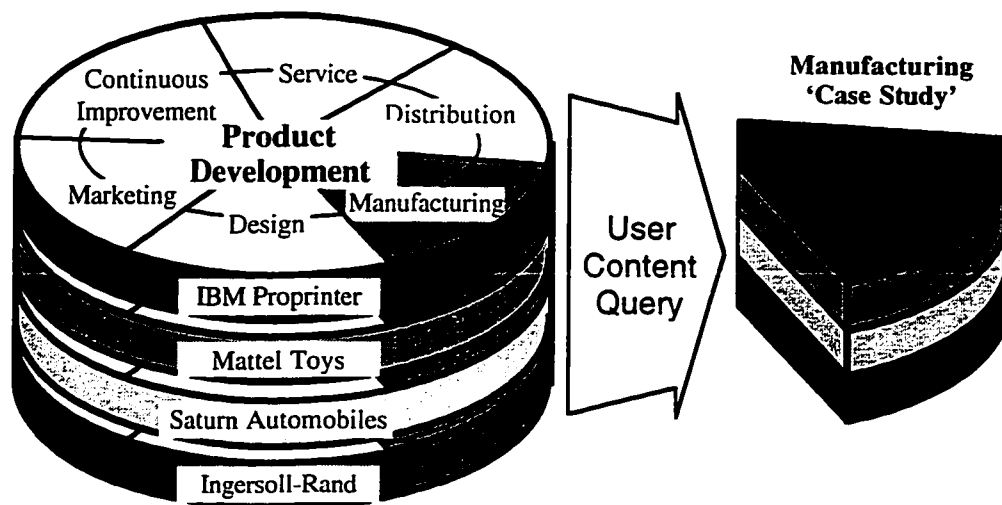 Continuous
Improvement
Service
Distribution
Product
Development
Marketing
Design
Manufacturing
IBM Proprinter
Mattel Toys
Saturn Automobiles
Ingersoll-Rand
User
Content
Query
Manufacturing
'Case Study'